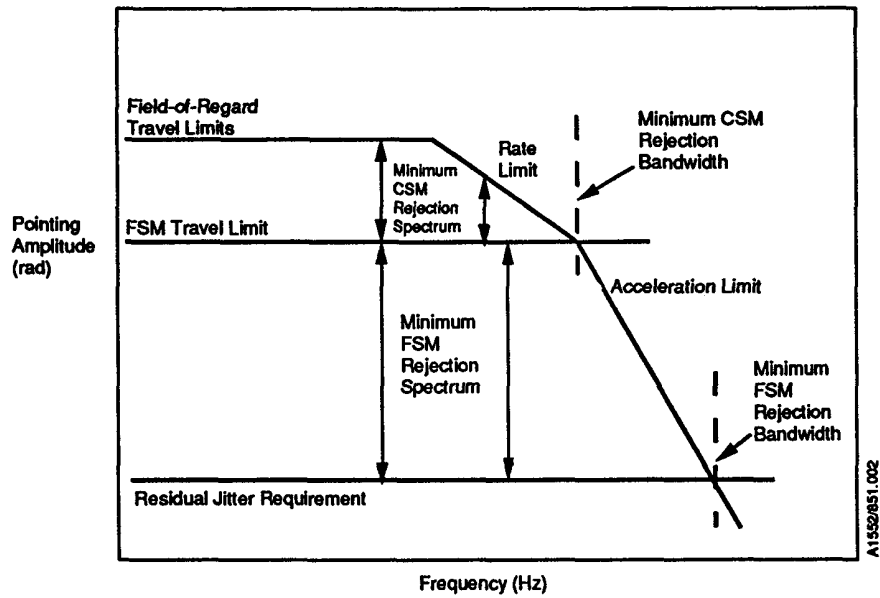 Field-of-Regard
Travel Limits
Minimum CSM
Rejection
Bandwidth
Rate
Limit
Minimum
CSM
Rejection
Spectrum
Pointing
Amplitude
(rad)
FSM Travel Limit
Acceleration Limit
Minimum
FSM
Rejection
Spectrum
Minimum
FSM
Rejection
Bandwidth
Residual Jitter Requirement
A1552/851.002
Frequency (Hz)